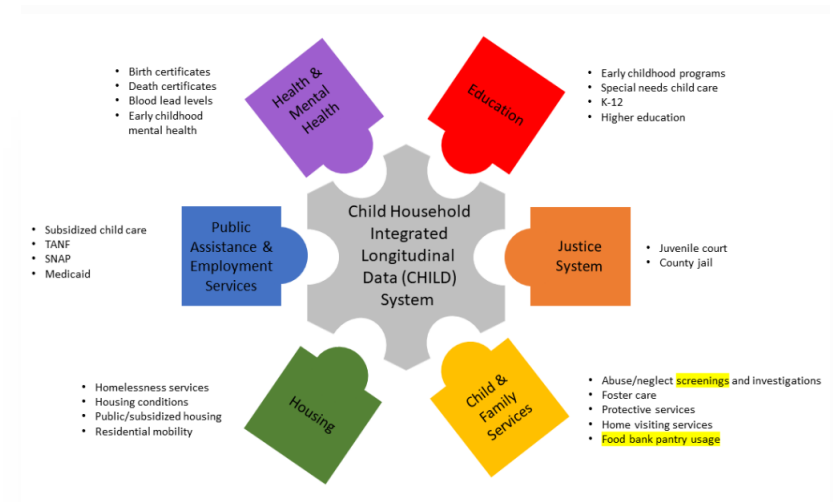 Child Household
Integrated
Longitudinal
Data (CHILD)
System
Health &
Mental
Health
• Birth certificates
• Death certificates
• Blood lead levels
• Early childhood
mental health
Education
• Early childhood programs
• Special needs child care
• K-12
• Higher education
Public
Assistance &
Employment
Services
• Subsidized child care
• TANF
• SNAP
• Medicaid
Justice
System
• Juvenile court
• County jail
Housing
• Homelessness services
• Housing conditions
• Public/subsidized housing
• Residential mobility
Child &
Family
Services
• Abuse/neglect screenings and investigations
• Foster care
• Protective services
• Home visiting services
• Food bank pantry usage